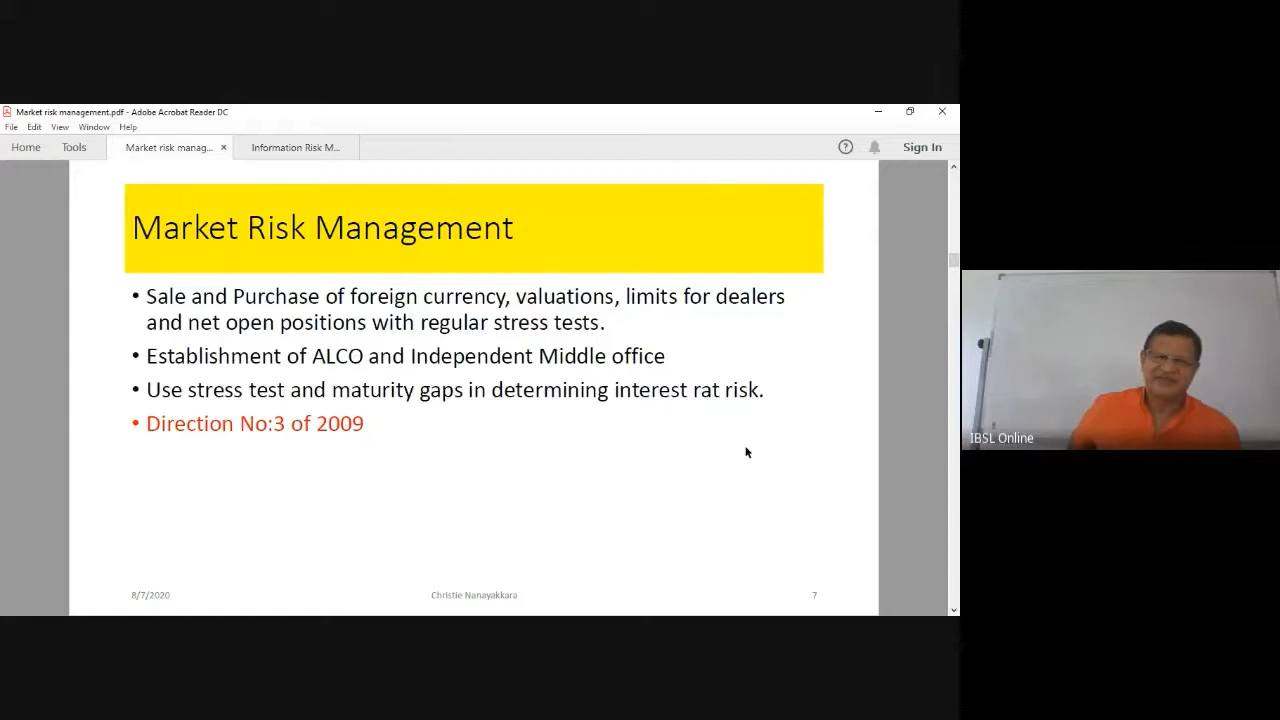 Market risk management.pdf - Adobe Acrobat Reader DC
File Edit View Window Help
Home Tools Market risk manag... × Information Risk M... Sign In
Market Risk Management
• Sale and Purchase of foreign currency, valuations, limits for dealers
and net open positions with regular stress tests.
• Establishment of ALCO and Independent Middle office
• Use stress test and maturity gaps in determining interest rat risk.
• Direction No:3 of 2009
8/7/2020 Christie Nanayakkara 7
IBSL Online